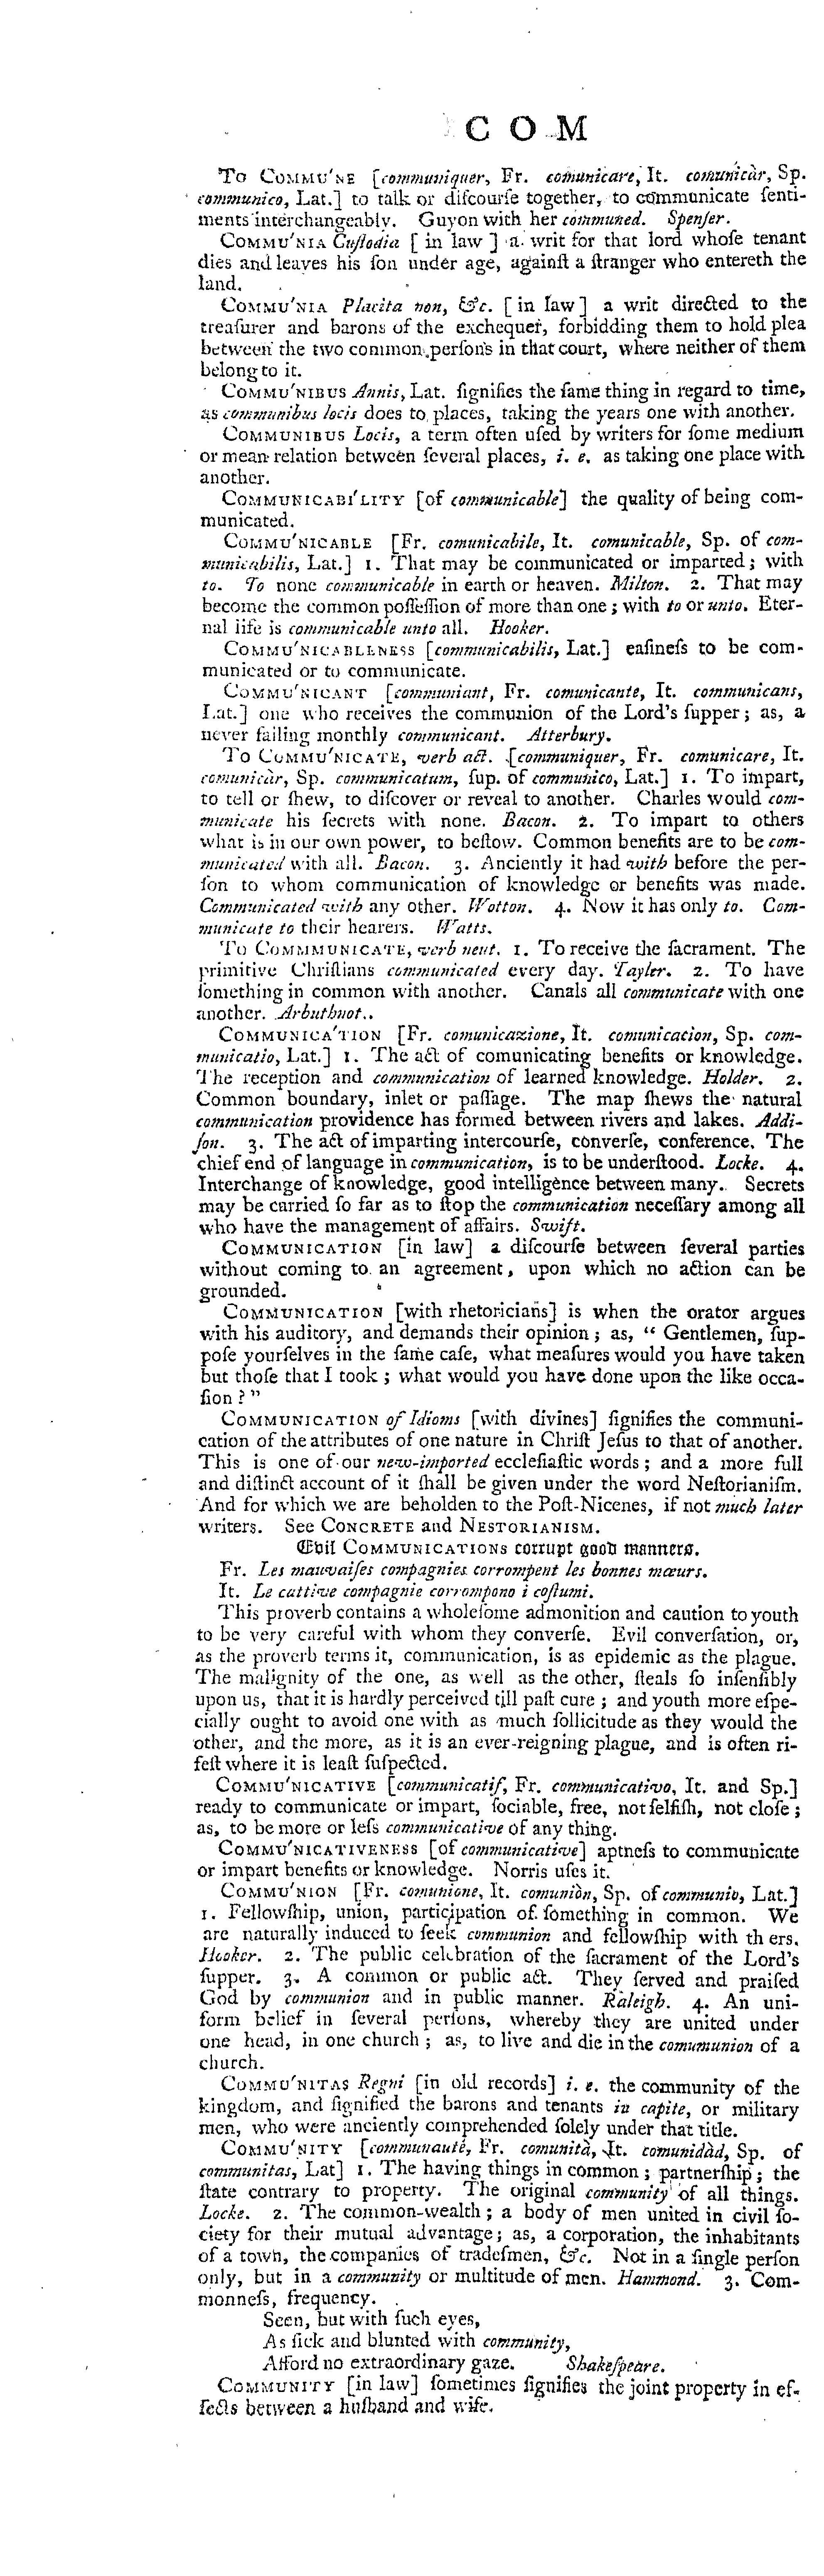 C O M
To Commu'ne [communiquer, Fr. comunicare, It. comunicàr, Sp.
communico, Lat.] to talk or diſcourſe together, to communicate ſenti-
ments interchangeably. Guyon with her communed. Spenſer.
Commu'nia Cuſtodia [ in law ] a writ for that lord whoſe tenant
dies and leaves his ſon under age, againſt a ſtranger who entereth the
land.
Commu'nia Placita non, &c. [ in law ] a writ directed to the
treaſurer and barons of the exchequer, forbidding them to hold plea
between the two common perſons in that court, where neither of them
belong to it.
Commu'nibus Annis, Lat. ſignifies the ſame thing in regard to time,
as communibus locis does to places, taking the years one with another.
Communibus Locis, a term often uſed by writers for ſome medium
or mean relation between ſeveral places, i. e. as taking one place with
another.
Communicabi'lity [of communicable] the quality of being com-
municated.
Commu'nicable [Fr. comunicabile, It. comunicable, Sp. of com-
municabilis, Lat.] 1. That may be communicated or imparted; with
to. To none communicable in earth or heaven. Milton. 2. That may
become the common poſſeſſion of more than one; with to or unto. Eter-
nal life is communicable unto all. Hooker.
Commu'nicableness [communicabilis, Lat.] eaſineſs to be com-
municated or to communicate.
Commu'nicant [communiant, Fr. comunicante, It. communicans,
Lat.] one who receives the communion of the Lord's ſupper; as, a
never failing monthly communicant. Atterbury.
To Commu'nicate, verb act. [communiquer, Fr. comunicare, It.
comunicàr, Sp. communicatum, ſup. of communico, Lat.] 1. To impart,
to tell or ſhew, to diſcover or reveal to another. Charles would com-
municate his ſecrets with none. Bacon. 2. To impart to others
what is in our own power, to beſtow. Common benefits are to be com-
municated with all. Bacon. 3. Anciently it had with before the per-
ſon to whom communication of knowledge or benefits was made.
Communicated with any other. Wotton. 4. Now it has only to. Com-
municate to their hearers. Watts.
To Commmunicate, verb neut. 1. To receive the ſacrament. The
primitive Chriſtians communicated every day. Tayler. 2. To have
ſomething in common with another. Canals all communicate with one
another. Arbuthnot..
Communica'tion [Fr. comunicazione, It. comunicacion, Sp. com-
municatio, Lat.] 1. The act of comunicating benefits or knowledge.
The reception and communication of learned knowledge. Holder. 2.
Common boundary, inlet or paſſage. The map ſhews the natural
communication providence has formed between rivers and lakes. Addi-
ſon. 3. The act of imparting intercourſe, converſe, conference. The
chief end of language in communication, is to be underſtood. Locke. 4.
Interchange of knowledge, good intelligènce between many. Secrets
may be carried ſo far as to ſtop the communication neceſſary among all
who have the management of affairs. Swift.
Communication [in law] a diſcourſe between ſeveral parties
without coming to an agreement, upon which no action can be
grounded.
Communication [with rhetoricians] is when the orator argues
with his auditory, and demands their opinion; as, “ Gentlemen, ſup-
poſe yourſelves in the ſame caſe, what meaſures would you have taken
but thoſe that I took; what would you have done upon the like occa-
ſion?”
Communication of Idioms [with divines] ſignifies the communi-
cation of the attributes of one nature in Chriſt Jeſus to that of another.
This is one of our new-imported eccleſiaſtic words; and a more full
and diſtinct account of it ſhall be given under the word Neſtorianiſm.
And for which we are beholden to the Poſt-Nicenes, if not much later
writers. See Concrete and Nestorianism.
Evil Communications corrupt good manners.
Fr. Les mauvaiſes compagnies corrompent les bonnes mœurs.
It. Le cattive compagnie corrompono i coſtumi.
This proverb contains a wholeſome admonition and caution to youth
to be very careful with whom they converſe. Evil converſation, or,
as the proverb terms it, communication, is as epidemic as the plague.
The malignity of the one, as well as the other, ſteals ſo inſenſibly
upon us, that it is hardly perceived till paſt cure; and youth more eſpe-
cially ought to avoid one with as much ſollicitude as they would the
other, and the more, as it is an ever-reigning plague, and is often ri-
feſt where it is leaſt ſuſpected.
Commu'nicative [communicatif, Fr. communicativo, It. and Sp.]
ready to communicate or impart, ſociable, free, not ſelfiſh, not cloſe;
as, to be more or leſs communicative of any thing.
Commu'nicativeness [of communicative] aptneſs to communicate
or impart benefits or knowledge. Norris uſes it.
Commu'nion [Fr. comunione, It. comuniòn, Sp. of communio, Lat.]
1. Fellowſhip, union, participation of ſomething in common. We
are naturally induced to ſeek communion and fellowſhip with th ers.
Hooker. 2. The public celebration of the ſacrament of the Lord's
ſupper. 3. A common or public act. They ſerved and praiſed
God by communion and in public manner. Raleigh. 4. An uni-
form belief in ſeveral perſons, whereby they are united under
one head, in one church; as, to live and die in the comumunion of a
church.
Commu'nitas Regni [in old records] i. e. the community of the
kingdom, and ſignified the barons and tenants in capite, or military
men, who were anciently comprehended ſolely under that title.
Commu'nity [communauté, Fr. comunità, It. comunidàd, Sp. of
communitas, Lat] 1. The having things in common; partnerſhip; the
ſtate contrary to property. The original community of all things.
Locke. 2. The common-wealth; a body of men united in civil ſo-
ciety for their mutual advantage; as, a corporation, the inhabitants
of a town, the companies of tradeſmen, &c. Not in a ſingle perſon
only, but in a community or multitude of men. Hammond. 3. Com-
monneſs, frequency.
Seen, but with ſuch eyes,
As ſick and blunted with community,
Afford no extraordinary gaze. Shakeſpeare.
Community [in law] ſometimes ſignifies the joint property in ef-
fects between a huſband and wife.